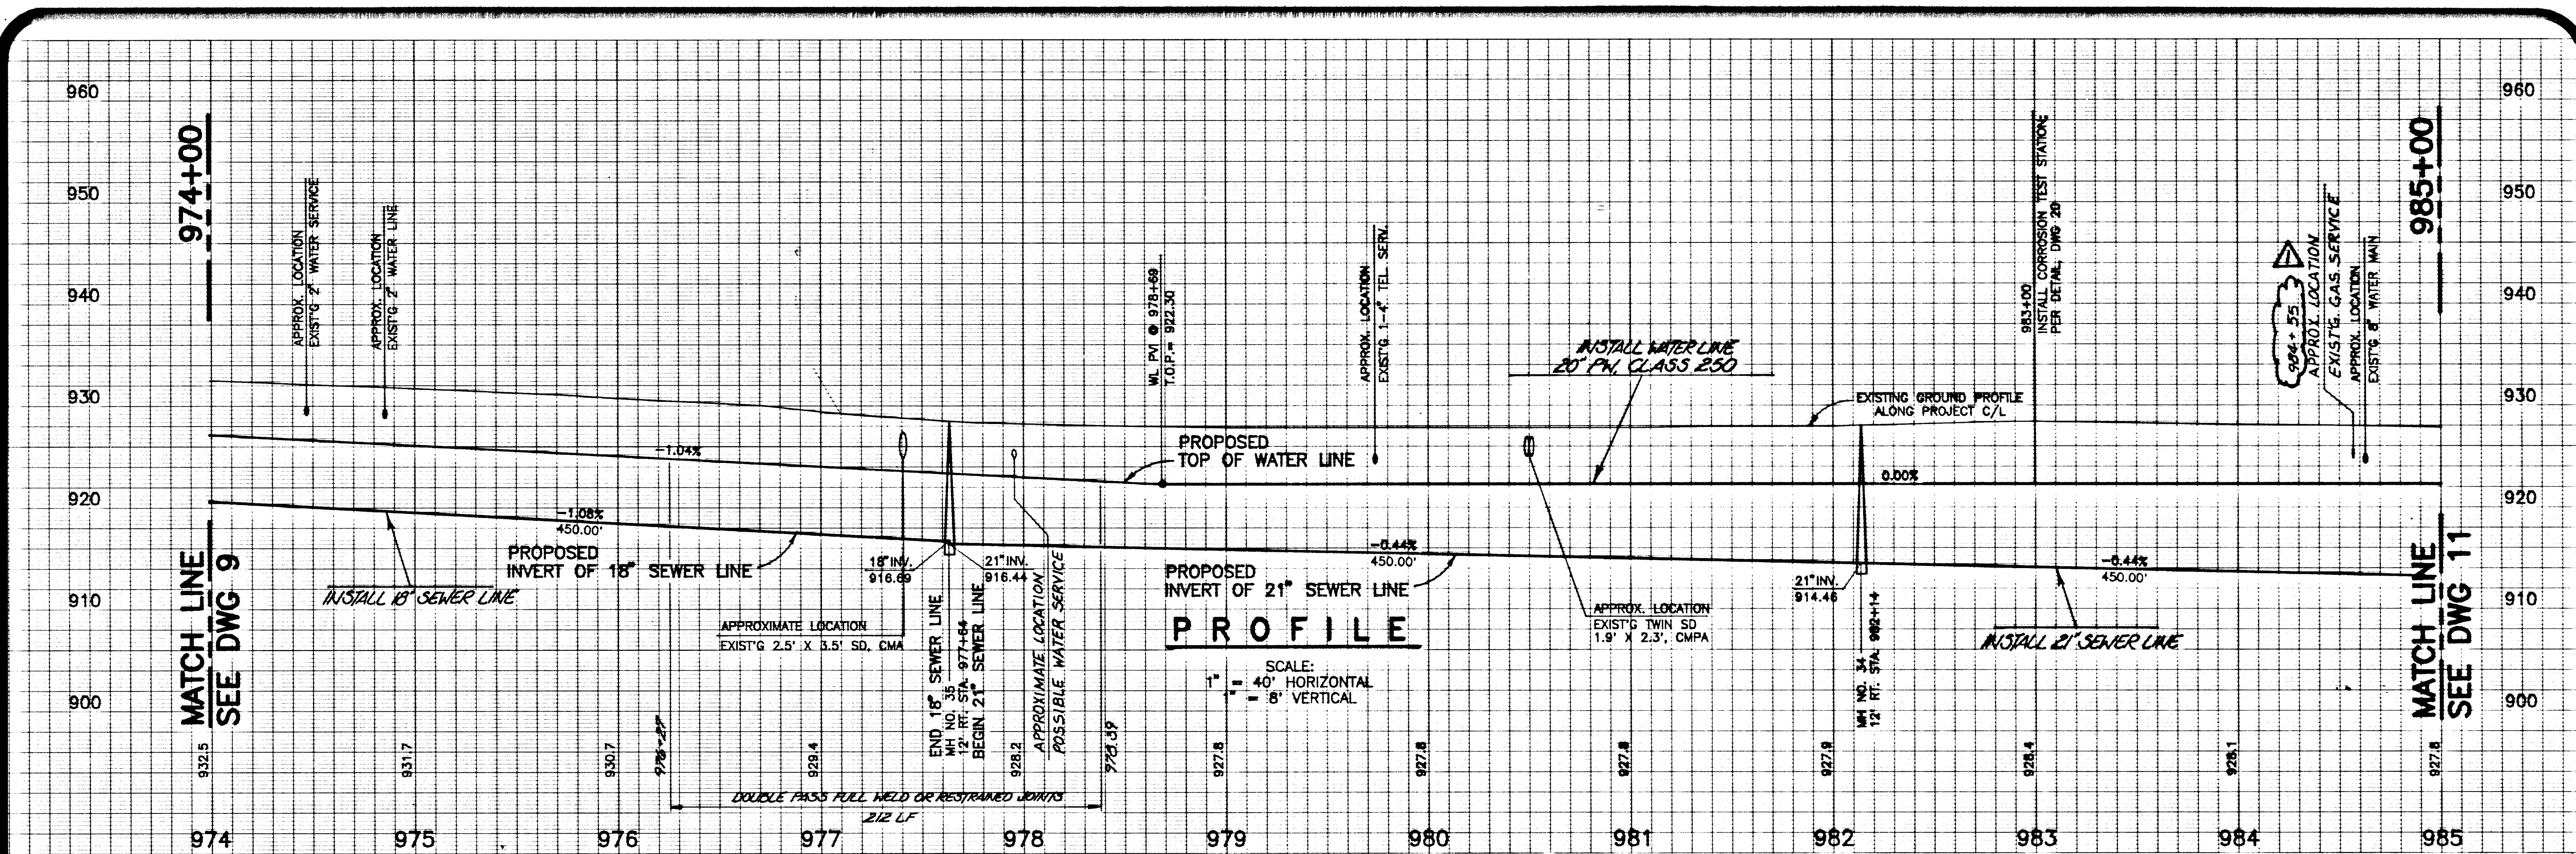 960
950
940
930
920
910
900
974+00
MATCH LINE
SEE DWG 9
APPROX. LOCATION
EXIST'G 2" WATER SERVICE
APPROX. LOCATION
EXIST'G 2" WATER LINE
-1.04%
-1.08%
450.00'
PROPOSED
INVERT OF 18" SEWER LINE
INSTALL 18" SEWER LINE
APPROXIMATE LOCATION
EXIST'G 2.5' X 3.5' SD, CMA
18" INV.
916.69
21" INV.
916.44
END 18" SEWER LINE
MH NO. 35
12' RT. STA. 977+64
BEGIN 21" SEWER LINE
APPROXIMATE LOCATION
POSSIBLE WATER SERVICE
WL PVI @ 978+69
T.O.P.= 922.30
PROPOSED
TOP OF WATER LINE
APPROX. LOCATION
EXIST'G 1-4" TEL. SERV.
INSTALL WATER LINE
20" PW, CLASS 250
-0.44%
450.00'
PROPOSED
INVERT OF 21" SEWER LINE
PROFILE
SCALE:
1" = 40' HORIZONTAL
1" = 8' VERTICAL
APPROX. LOCATION
EXIST'G TWIN SD
1.9' X 2.3', CMPA
EXISTING GROUND PROFILE
ALONG PROJECT C/L
0.00%
21" INV.
914.46
MH NO. 34
12' RT. STA. 982+14
983+00
INSTALL CORROSION TEST STATION;
PER DETAIL, DWG 20
-0.44%
450.00'
INSTALL 21" SEWER LINE
1
984+55
APPROX. LOCATION
EXIST'G. GAS. SERVICE
APPROX. LOCATION
EXIST'G 8" WATER MAIN
985+00
MATCH LINE
SEE DWG 11
960
950
940
930
920
910
900
932.5
931.7
930.7
976+27
929.4
928.2
978.39
927.8
927.8
927.8
927.9
928.4
928.1
927.8
DOUBLE PASS FULL WELD OR RESTRAINED JOINTS
212 LF
974 975 976 977 978 979 980 981 982 983 984 985